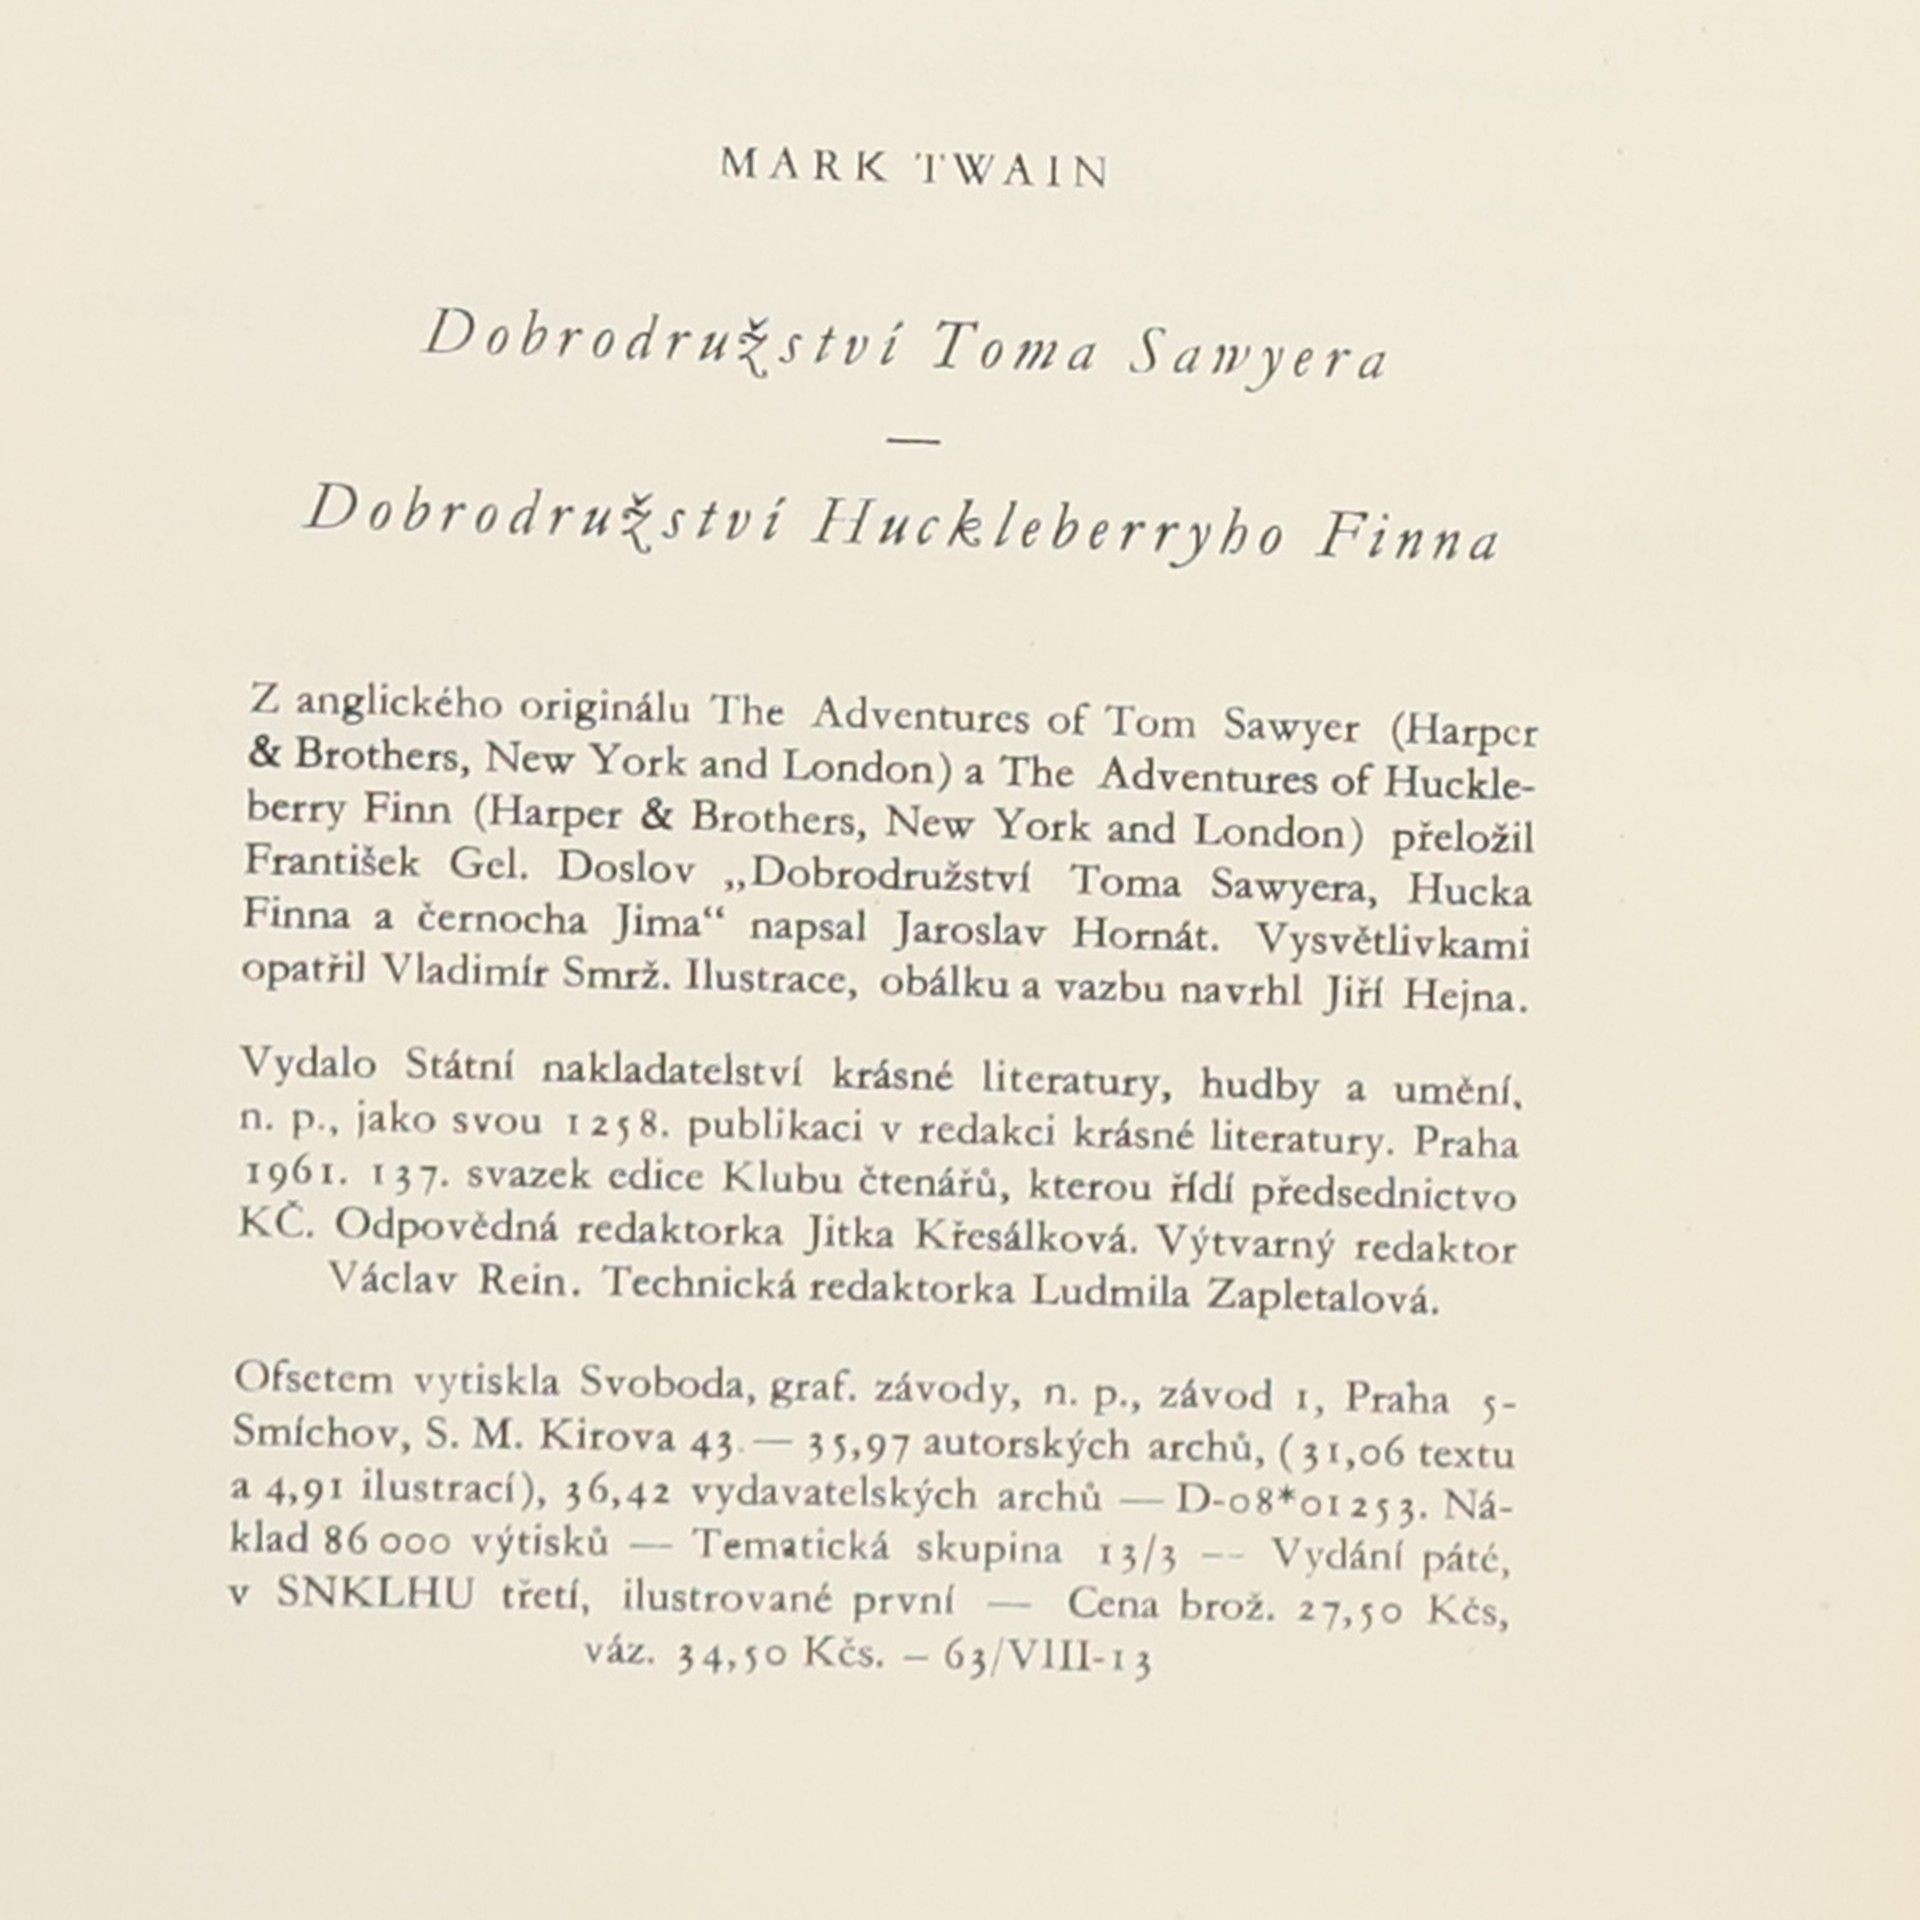 MARK TWAIN
Dobrodružství Toma Sawyera
—
Dobrodružství Huckleberryho Finna
Z anglického originálu The Adventures of Tom Sawyer (Harper
& Brothers, New York and London) a The Adventures of Huckle-
berry Finn (Harper & Brothers, New York and London) přeložil
František Gel. Doslov „Dobrodružství Toma Sawyera, Hucka
Finna a černocha Jima“ napsal Jaroslav Hornát. Vysvětlivkami
opatřil Vladimír Smrž. Ilustrace, obálku a vazbu navrhl Jiří Hejna.
Vydalo Státní nakladatelství krásné literatury, hudby a umění,
n. p., jako svou 1258. publikaci v redakci krásné literatury. Praha
1961. 137. svazek edice Klubu čtenářů, kterou řídí předsednictvo
KČ. Odpovědná redaktorka Jitka Křesálková. Výtvarný redaktor
Václav Rein. Technická redaktorka Ludmila Zapletalová.
Ofsetem vytiskla Svoboda, graf. závody, n. p., závod 1, Praha 5-
Smíchov, S. M. Kirova 43 — 35,97 autorských archů, (31,06 textu
a 4,91 ilustrací), 36,42 vydavatelských archů — D-08*01253. Ná-
klad 86 000 výtisků — Tematická skupina 13/3 — Vydání páté,
v SNKLHU třetí, ilustrované první — Cena brož. 27,50 Kčs,
váz. 34,50 Kčs. – 63/VIII-13